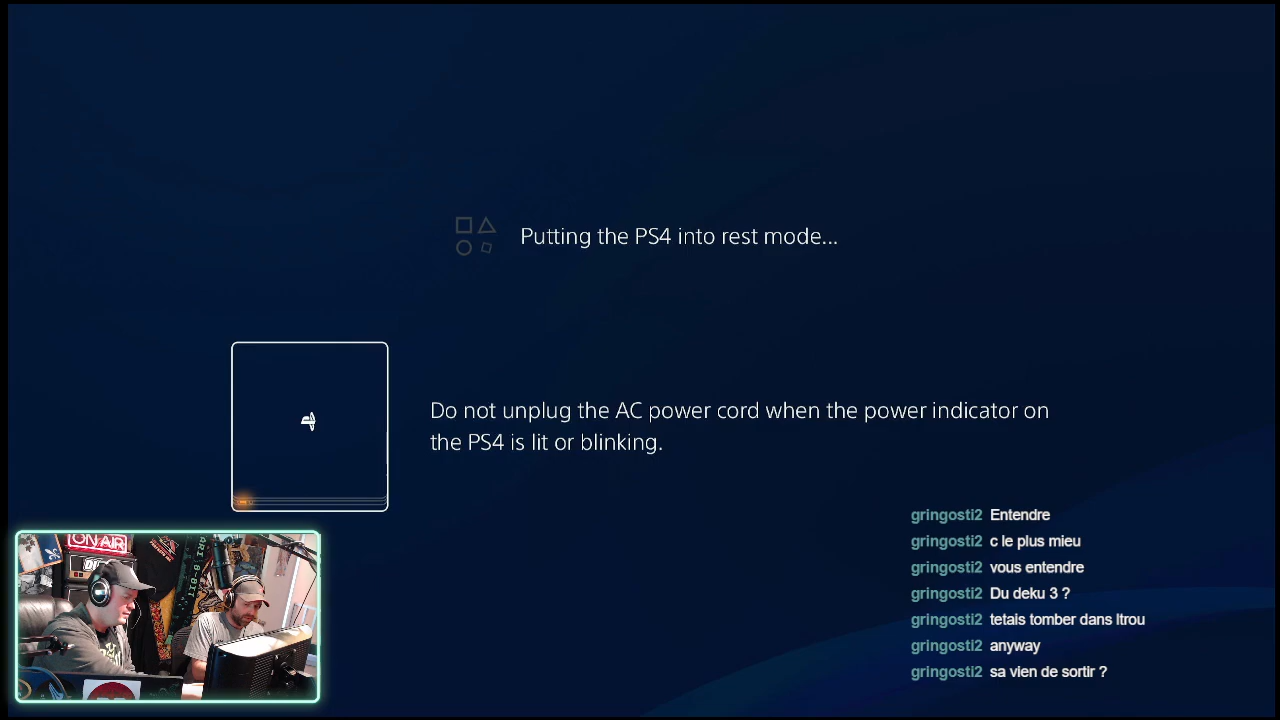 Putting the PS4 into rest mode...
Do not unplug the AC power cord when the power indicator on
the PS4 is lit or blinking.
gringosti2 Entendre
gringosti2 c le plus mieu
gringosti2 vous entendre
gringosti2 Du deku 3 ?
gringosti2 tetais tomber dans ltrou
gringosti2 anyway
gringosti2 sa vien de sortir ?
ON AIR